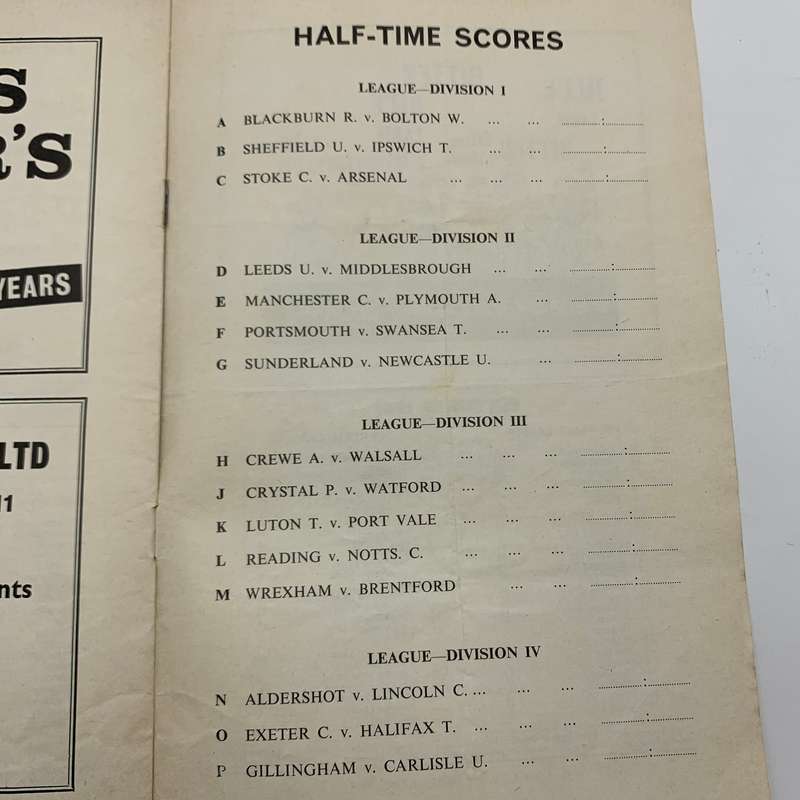 S
R'S
YEARS
LTD
11
nts
HALF-TIME SCORES
LEAGUE—DIVISION I
A BLACKBURN R. v. BOLTON W. ... ... ...............:...............
B SHEFFIELD U. v. IPSWICH T. ... ... ...............:...............
C STOKE C. v. ARSENAL ... ... ... ...............:...............
LEAGUE—DIVISION II
D LEEDS U. v. MIDDLESBROUGH ... ... ...............:...............
E MANCHESTER C. v. PLYMOUTH A. ... ...............:...............
F PORTSMOUTH v. SWANSEA T. ... ... ...............:...............
G SUNDERLAND v. NEWCASTLE U. ... ...............:...............
LEAGUE—DIVISION III
H CREWE A. v. WALSALL ... ... ... ...............:...............
J CRYSTAL P. v. WATFORD ... ... ... ...............:...............
K LUTON T. v. PORT VALE ... ... ... ...............:...............
L READING v. NOTTS. C. ... ... ... ...............:...............
M WREXHAM v. BRENTFORD ... ... ...............:...............
LEAGUE—DIVISION IV
N ALDERSHOT v. LINCOLN C. ... ... ... ...............:...............
O EXETER C. v. HALIFAX T. ... ... ... ...............:...............
P GILLINGHAM v. CARLISLE U. ... ... ...............:...............